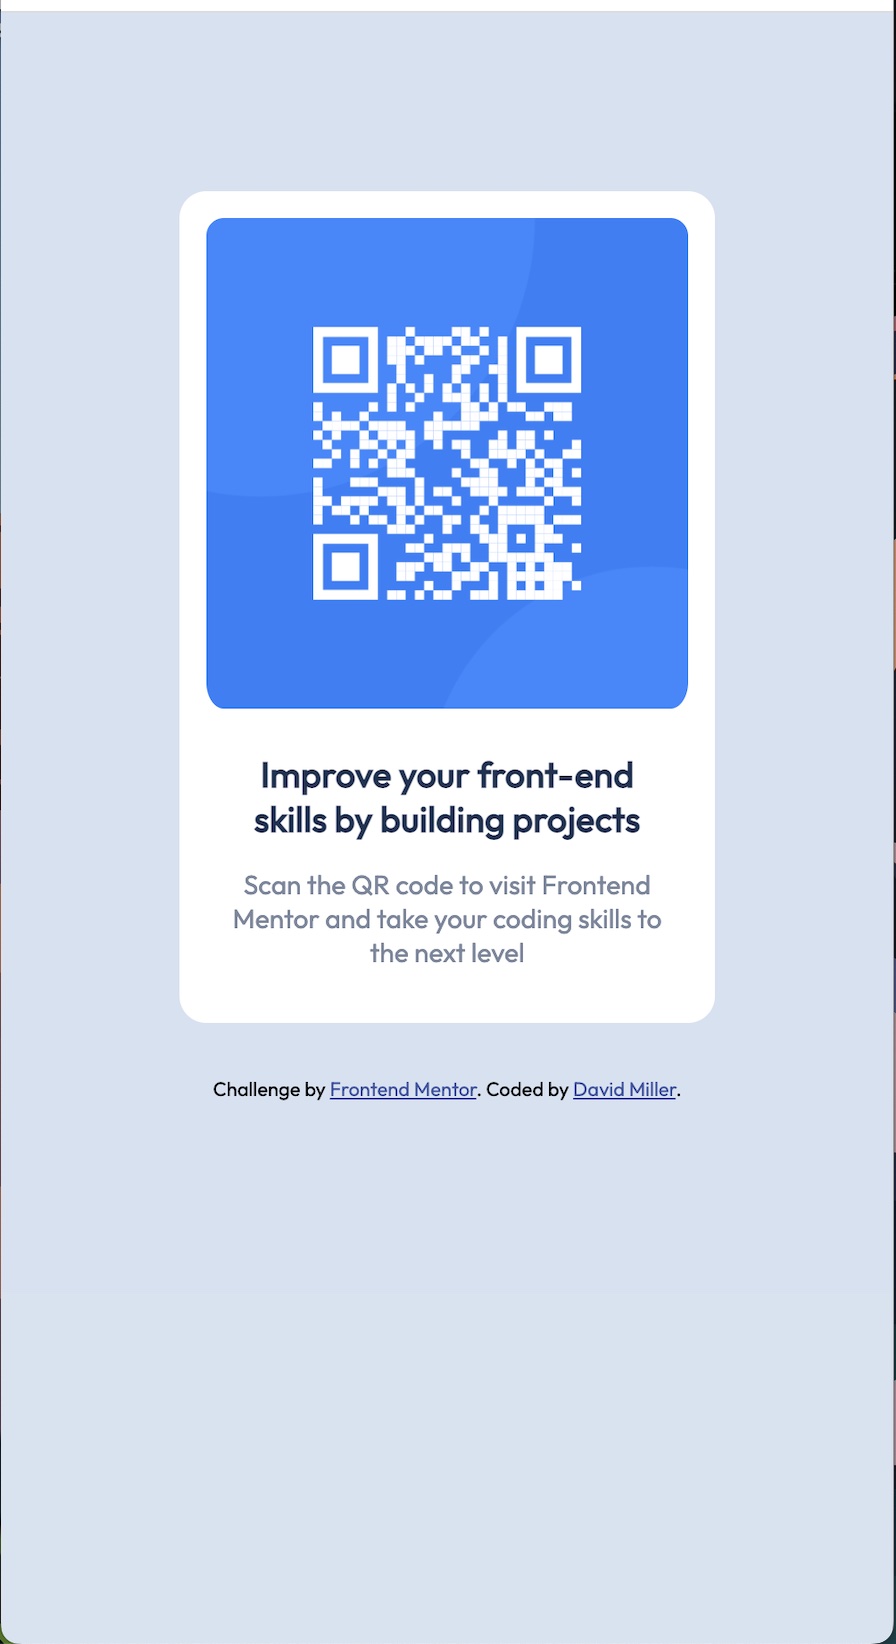 Improve your front-end
skills by building projects
Scan the QR code to visit Frontend
Mentor and take your coding skills to
the next level
Challenge by Frontend Mentor. Coded by David Miller.